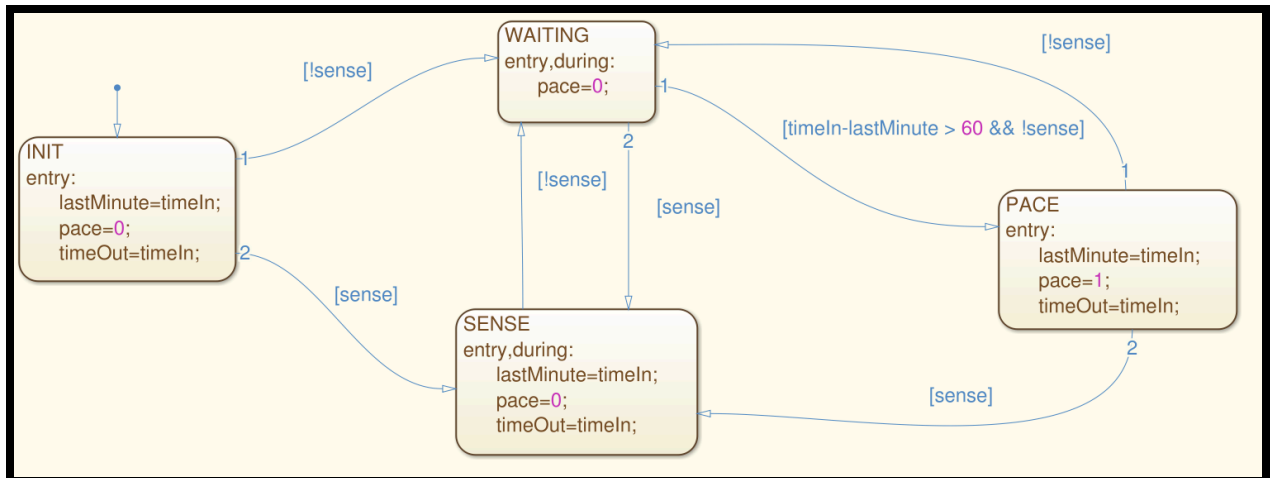 WAITING
entry,during:
pace=0;
[!sense]
[!sense]
1
[timeIn-lastMinute > 60 && !sense]
2
INIT
entry:
lastMinute=timeIn;
pace=0;
timeOut=timeIn;
1
2
[!sense]
[sense]
1
PACE
entry:
lastMinute=timeIn;
pace=1;
timeOut=timeIn;
2
[sense]
SENSE
entry,during:
lastMinute=timeIn;
pace=0;
timeOut=timeIn;
[sense]